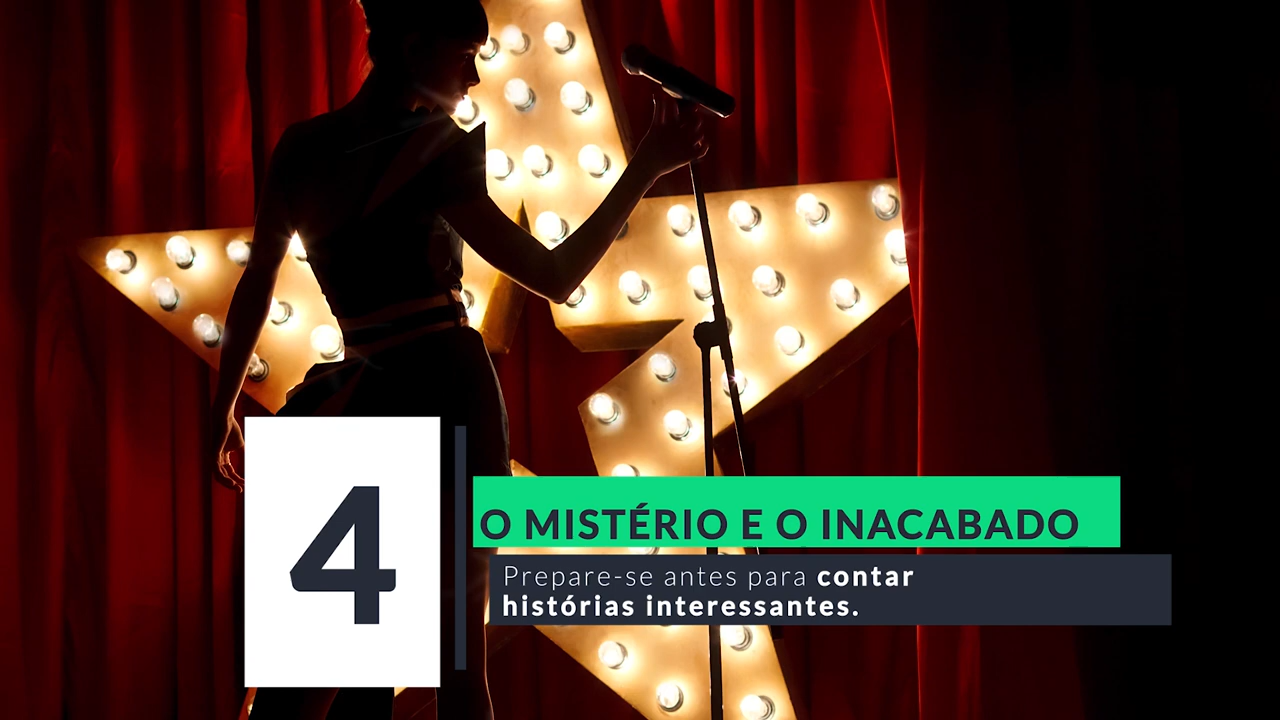 4
O MISTÉRIO E O INACABADO
Prepare-se antes para contar
histórias interessantes.